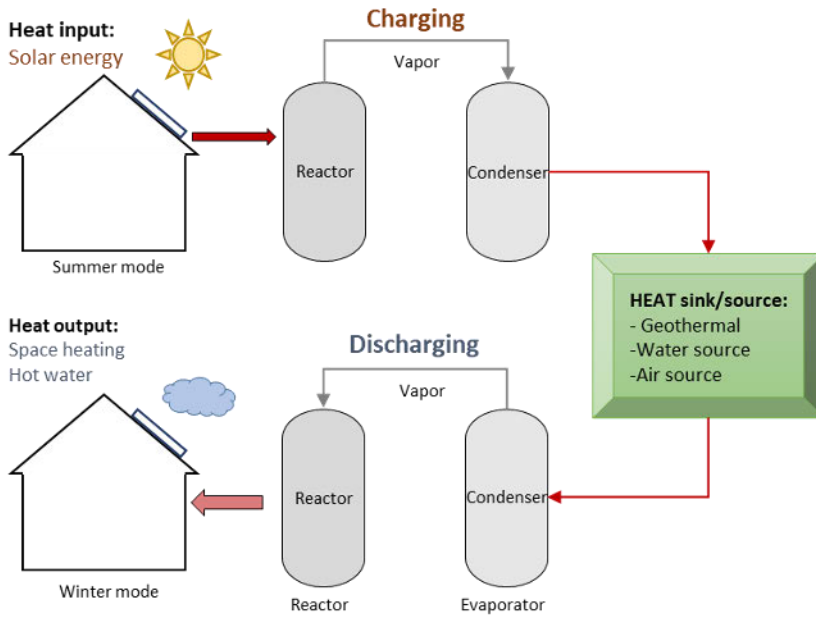 Heat input:
Solar energy
Charging
Vapor
Reactor
Condenser
Summer mode
HEAT sink/source:
- Geothermal
-Water source
-Air source
Heat output:
Space heating
Hot water
Discharging
Vapor
Reactor
Condenser
Winter mode
Reactor
Evaporator